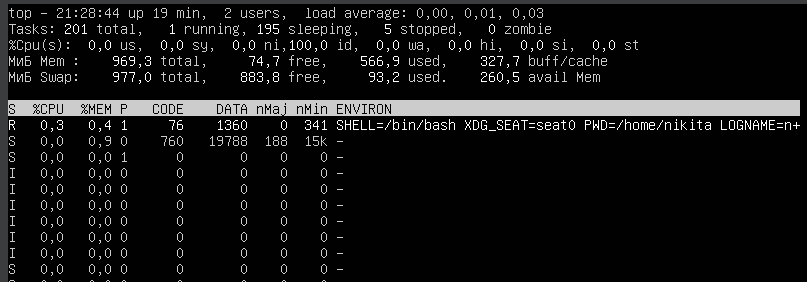 top - 21:28:44 up 19 min,  2 users,  load average: 0,00, 0,01, 0,03
Tasks: 201 total,   1 running, 195 sleeping,   5 stopped,   0 zombie
%Cpu(s):  0,0 us,  0,0 sy,  0,0 ni,100,0 id,  0,0 wa,  0,0 hi,  0,0 si,  0,0 st
МиБ Mem :    969,3 total,     74,7 free,    566,9 used,    327,7 buff/cache
МиБ Swap:    977,0 total,    883,8 free,     93,2 used.    260,5 avail Mem
S  %CPU  %MEM P   CODE    DATA nMaj nMin ENVIRON
R   0,3   0,4 1     76    1360    0  341 SHELL=/bin/bash XDG_SEAT=seat0 PWD=/home/nikita LOGNAME=n+
S   0,0   0,9 0    760   19788  188  15k -
S   0,0   0,0 1      0       0    0    0 -
I   0,0   0,0 0      0       0    0    0 -
I   0,0   0,0 0      0       0    0    0 -
I   0,0   0,0 0      0       0    0    0 -
I   0,0   0,0 0      0       0    0    0 -
I   0,0   0,0 0      0       0    0    0 -
I   0,0   0,0 0      0       0    0    0 -
S   0,0   0,0 0      0       0    0    0 -